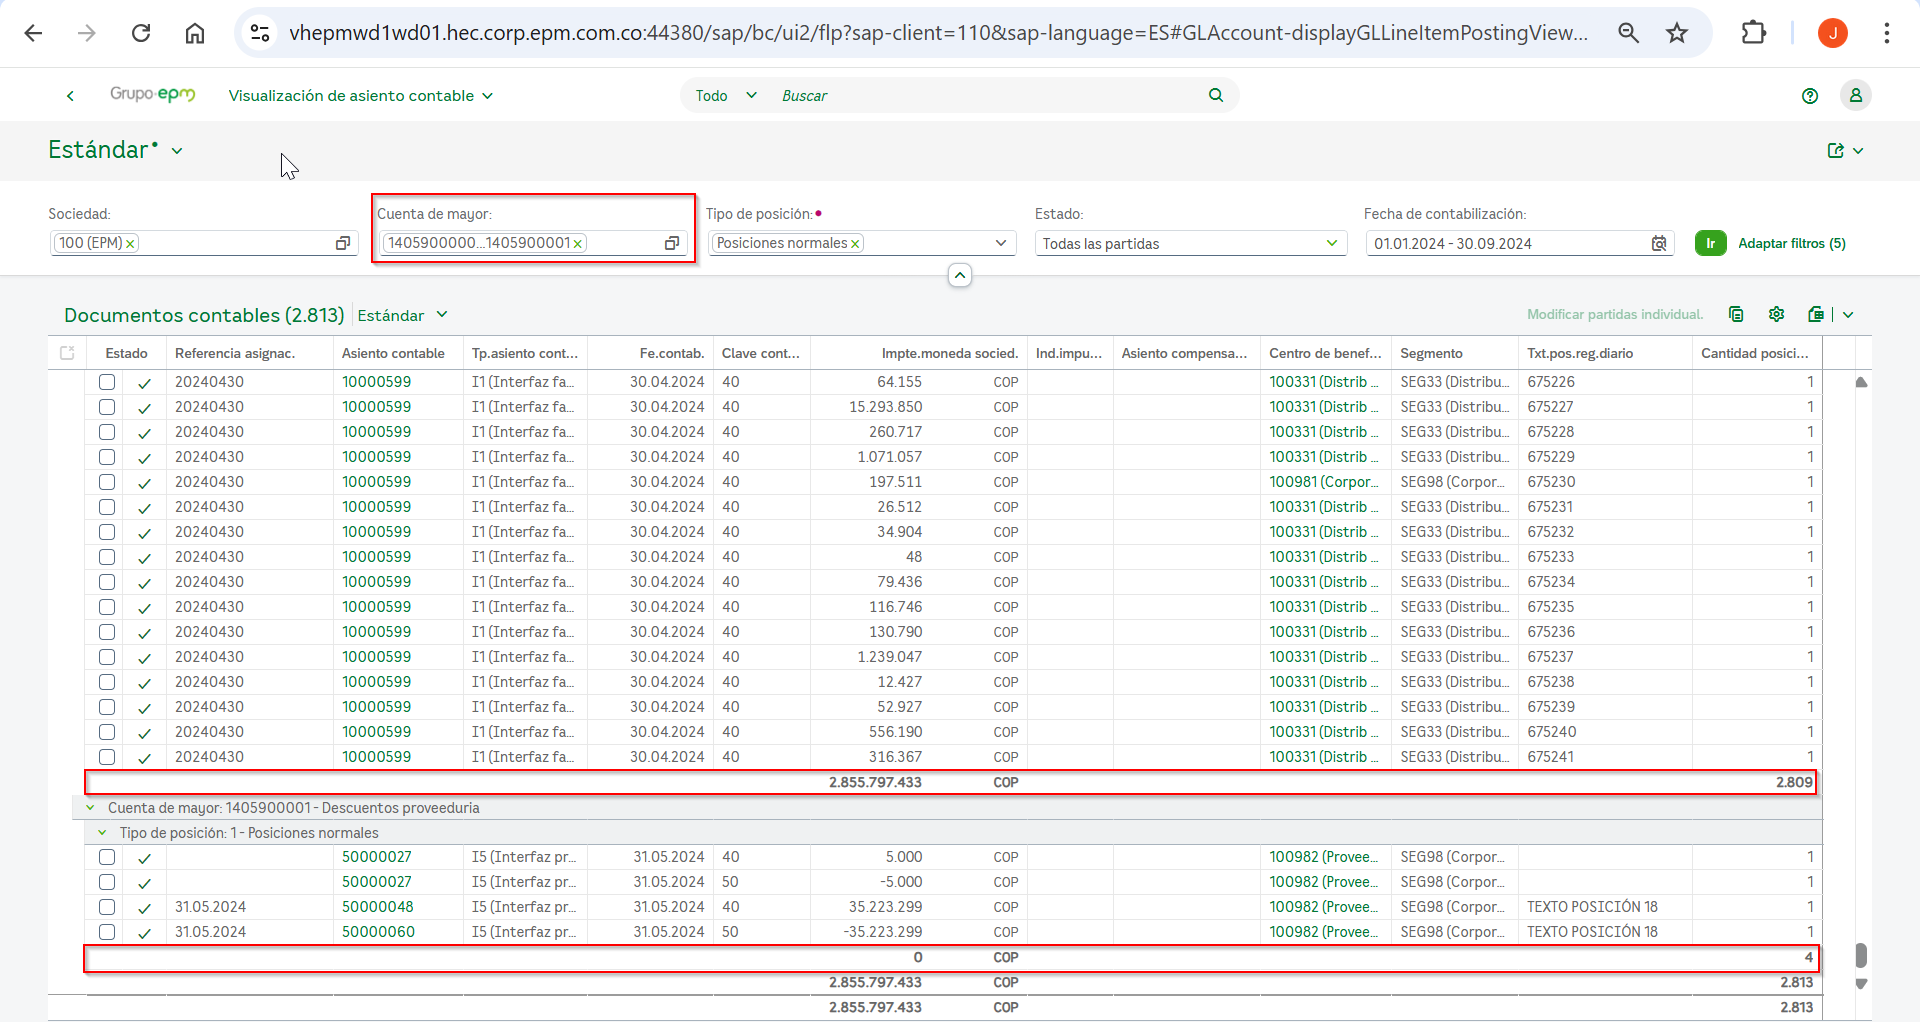 vhepmwd1wd01.hec.corp.epm.com.co:44380/sap/bc/ui2/flp?sap-client=110&sap-language=ES#GLAccount-displayGLLineItemPostingView...
J
Grupo·epm
Visualización de asiento contable
Todo
Buscar
Estándar*
Sociedad:
Cuenta de mayor:
Tipo de posición:
Estado:
Fecha de contabilización:
100 (EPM)
1405900000...1405900001
Posiciones normales
Todas las partidas
01.01.2024 - 30.09.2024
Ir
Adaptar filtros (5)
Documentos contables (2.813) Estándar
Modificar partidas individual.
Estado Referencia asignac. Asiento contable Tp.asiento cont... Fe.contab. Clave cont... Impte.moneda socied. Ind.impu... Asiento compensa... Centro de benef... Segmento Txt.pos.reg.diario Cantidad posici...
20240430 10000599 I1 (Interfaz fa... 30.04.2024 40 64.155 COP 100331 (Distrib ... SEG33 (Distribu... 675226 1
20240430 10000599 I1 (Interfaz fa... 30.04.2024 40 15.293.850 COP 100331 (Distrib ... SEG33 (Distribu... 675227 1
20240430 10000599 I1 (Interfaz fa... 30.04.2024 40 260.717 COP 100331 (Distrib ... SEG33 (Distribu... 675228 1
20240430 10000599 I1 (Interfaz fa... 30.04.2024 40 1.071.057 COP 100331 (Distrib ... SEG33 (Distribu... 675229 1
20240430 10000599 I1 (Interfaz fa... 30.04.2024 40 197.511 COP 100981 (Corpor... SEG98 (Corpor... 675230 1
20240430 10000599 I1 (Interfaz fa... 30.04.2024 40 26.512 COP 100331 (Distrib ... SEG33 (Distribu... 675231 1
20240430 10000599 I1 (Interfaz fa... 30.04.2024 40 34.904 COP 100331 (Distrib ... SEG33 (Distribu... 675232 1
20240430 10000599 I1 (Interfaz fa... 30.04.2024 40 48 COP 100331 (Distrib ... SEG33 (Distribu... 675233 1
20240430 10000599 I1 (Interfaz fa... 30.04.2024 40 79.436 COP 100331 (Distrib ... SEG33 (Distribu... 675234 1
20240430 10000599 I1 (Interfaz fa... 30.04.2024 40 116.746 COP 100331 (Distrib ... SEG33 (Distribu... 675235 1
20240430 10000599 I1 (Interfaz fa... 30.04.2024 40 130.790 COP 100331 (Distrib ... SEG33 (Distribu... 675236 1
20240430 10000599 I1 (Interfaz fa... 30.04.2024 40 1.239.047 COP 100331 (Distrib ... SEG33 (Distribu... 675237 1
20240430 10000599 I1 (Interfaz fa... 30.04.2024 40 12.427 COP 100331 (Distrib ... SEG33 (Distribu... 675238 1
20240430 10000599 I1 (Interfaz fa... 30.04.2024 40 52.927 COP 100331 (Distrib ... SEG33 (Distribu... 675239 1
20240430 10000599 I1 (Interfaz fa... 30.04.2024 40 556.190 COP 100331 (Distrib ... SEG33 (Distribu... 675240 1
20240430 10000599 I1 (Interfaz fa... 30.04.2024 40 316.367 COP 100331 (Distrib ... SEG33 (Distribu... 675241 1
2.855.797.433 COP 2.809
Cuenta de mayor: 1405900001 - Descuentos proveeduria
Tipo de posición: 1 - Posiciones normales
50000027 I5 (Interfaz pr... 31.05.2024 40 5.000 COP 100982 (Provee... SEG98 (Corpor... 1
50000027 I5 (Interfaz pr... 31.05.2024 50 -5.000 COP 100982 (Provee... SEG98 (Corpor... 1
31.05.2024 50000048 I5 (Interfaz pr... 31.05.2024 40 35.223.299 COP 100982 (Provee... SEG98 (Corpor... TEXTO POSICIÓN 18 1
31.05.2024 50000060 I5 (Interfaz pr... 31.05.2024 50 -35.223.299 COP 100982 (Provee... SEG98 (Corpor... TEXTO POSICIÓN 18 1
0 COP 4
2.855.797.433 COP 2.813
2.855.797.433 COP 2.813